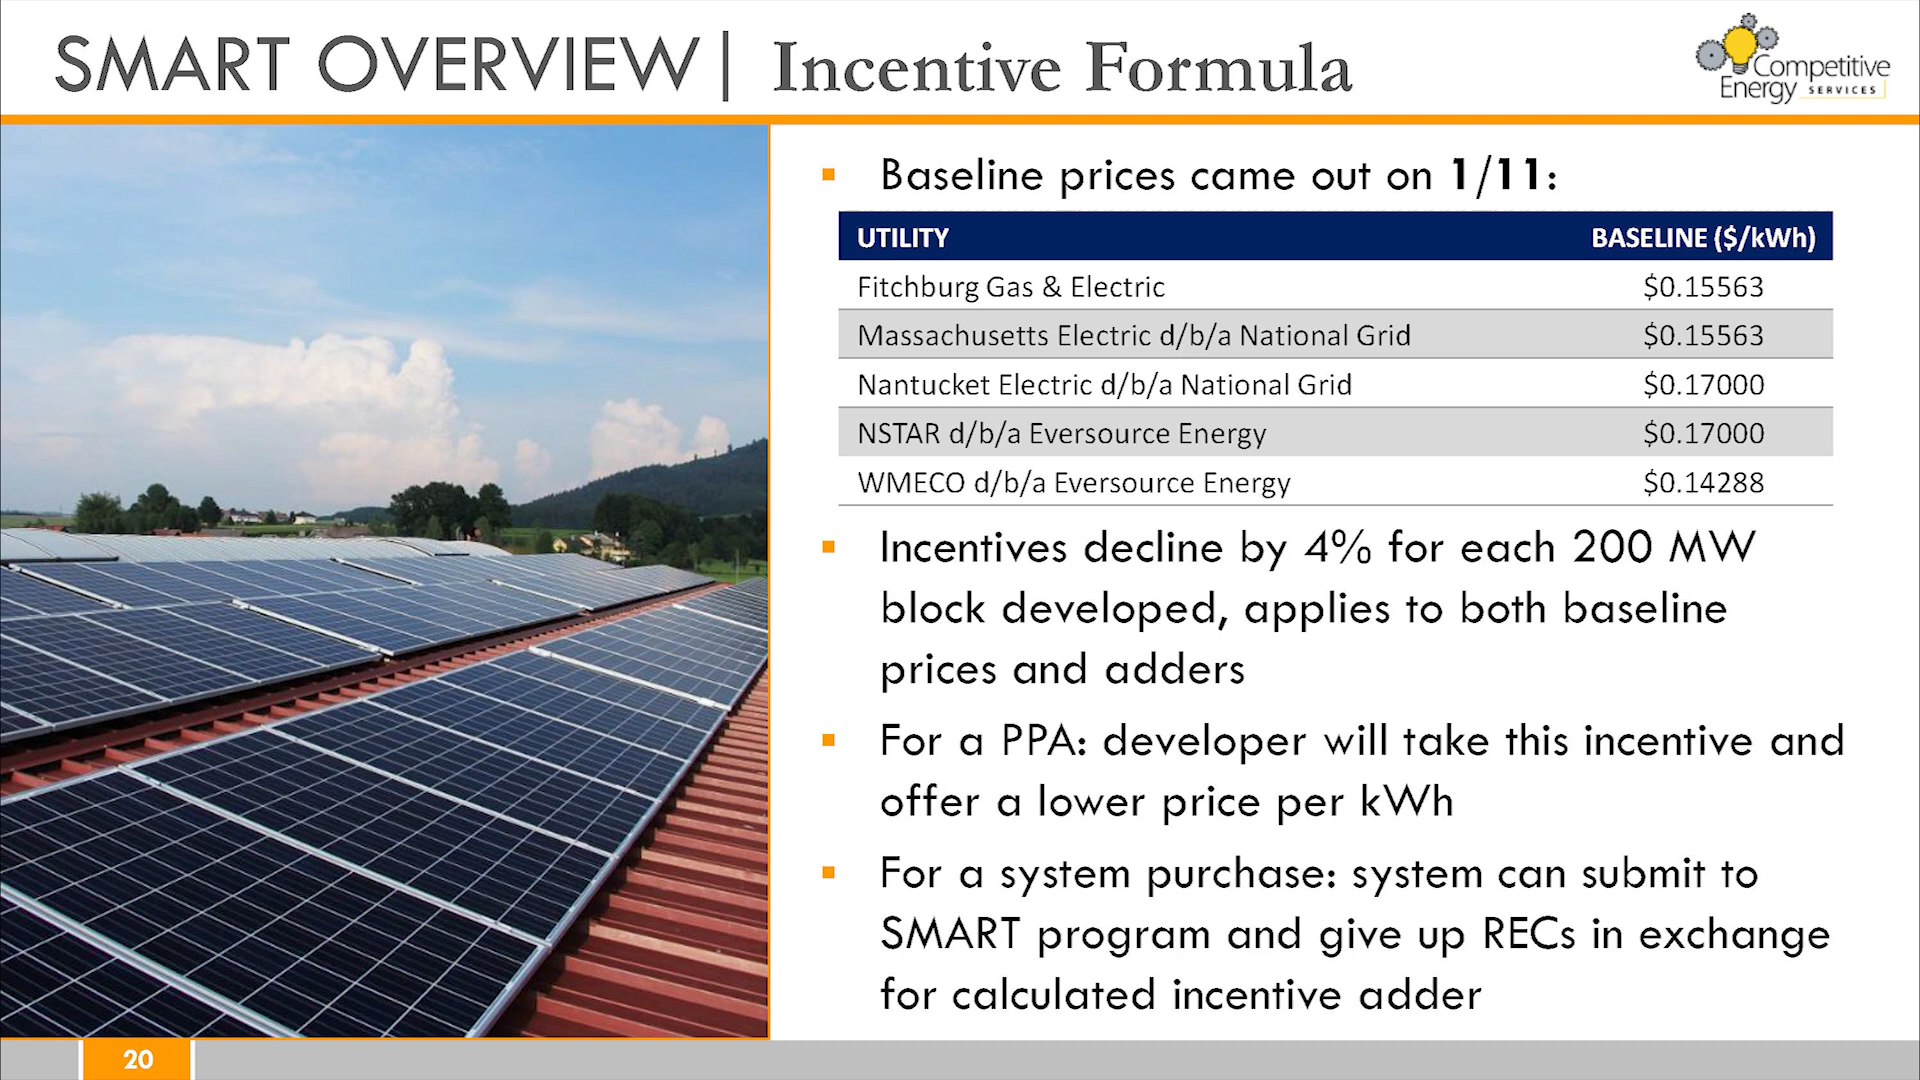 SMART OVERVIEW| Incentive Formula
Competitive
Energy SERVICES
▪ Baseline prices came out on 1/11:
UTILITY BASELINE ($/kWh)
Fitchburg Gas & Electric $0.15563
Massachusetts Electric d/b/a National Grid $0.15563
Nantucket Electric d/b/a National Grid $0.17000
NSTAR d/b/a Eversource Energy $0.17000
WMECO d/b/a Eversource Energy $0.14288
▪ Incentives decline by 4% for each 200 MW
block developed, applies to both baseline
prices and adders
▪ For a PPA: developer will take this incentive and
offer a lower price per kWh
▪ For a system purchase: system can submit to
SMART program and give up RECs in exchange
for calculated incentive adder
20